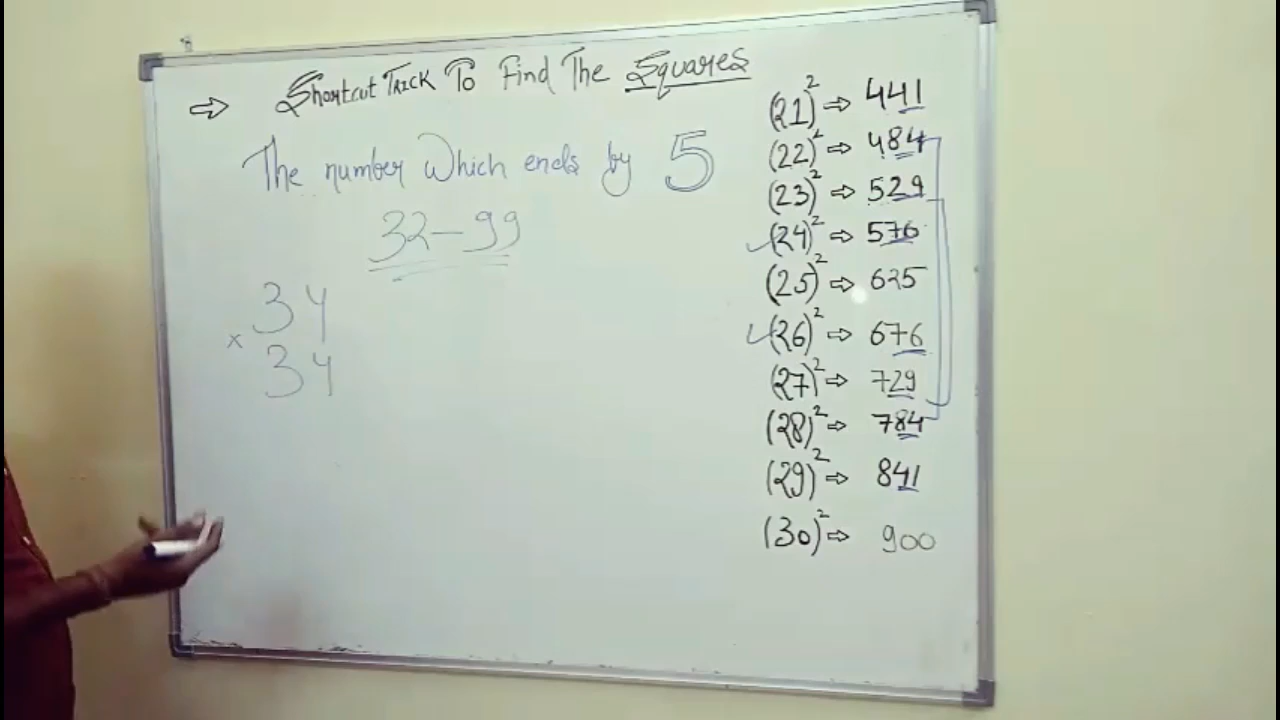 ⇒ Shortcut TRICK To Find The Squares
The number Which ends by 5
32-99
34
x
34
(21)² ⇒ 441
(22)² ⇒ 484
(23)² ⇒ 529
(24)² ⇒ 576
(25)² ⇒ 625
(26)² ⇒ 676
(27)² ⇒ 729
(28)² ⇒ 784
(29)² ⇒ 841
(30)² ⇒ 900